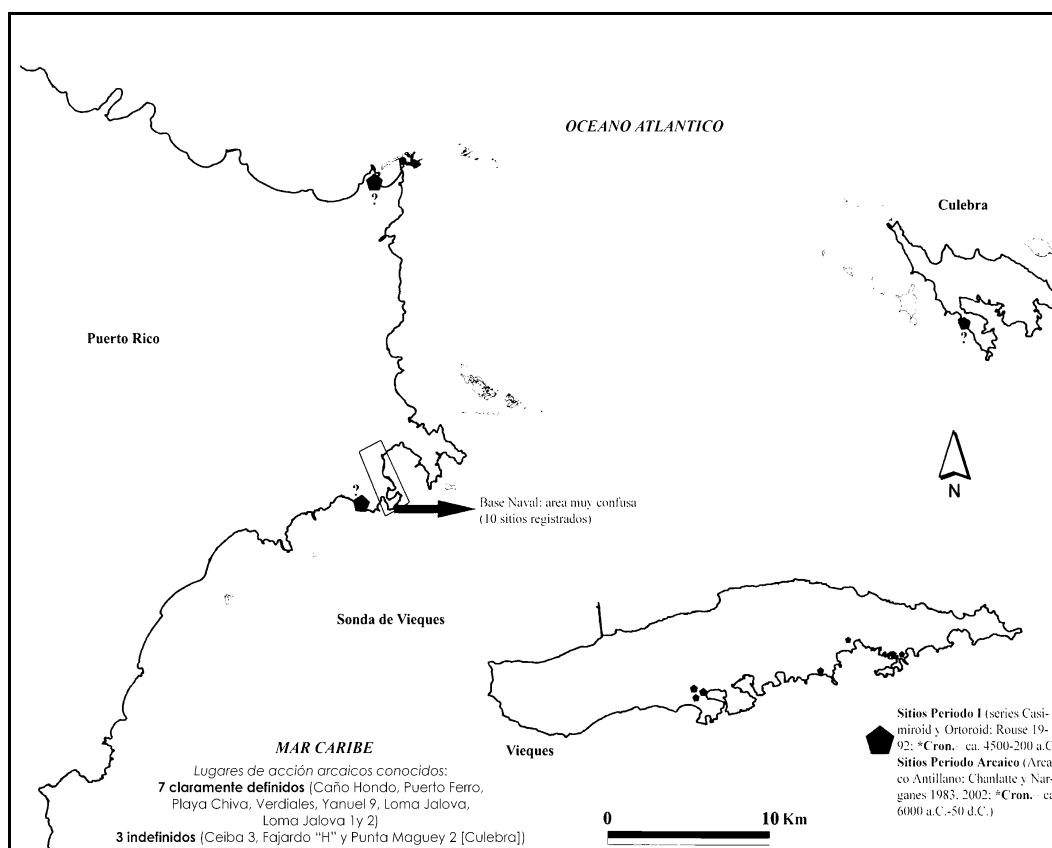 OCEANO ATLANTICO
Culebra
?
?
Puerto Rico
N
?
Base Naval: area muy confusa
(10 sitios registrados)
Sonda de Vieques
Vieques
MAR CARIBE
Lugares de acción arcaicos conocidos:
7 claramente definidos (Caño Hondo, Puerto Ferro,
Playa Chiva, Verdiales, Yanuel 9, Loma Jalova,
Loma Jalova 1y 2)
3 indefinidos (Ceiba 3, Fajardo "H" y Punta Maguey 2 [Culebra])
0 10 Km
Sitios Periodo I (series Casi-
miroid y Ortoroid: Rouse 19-
92: *Cron. ca. 4500-200 a.C
Sitios Periodo Arcaico (Arca
co Antillano: Chanlatte y Nar-
ganes 1983, 2002; *Cron. ca
6000 a.C.-50 d.C.)